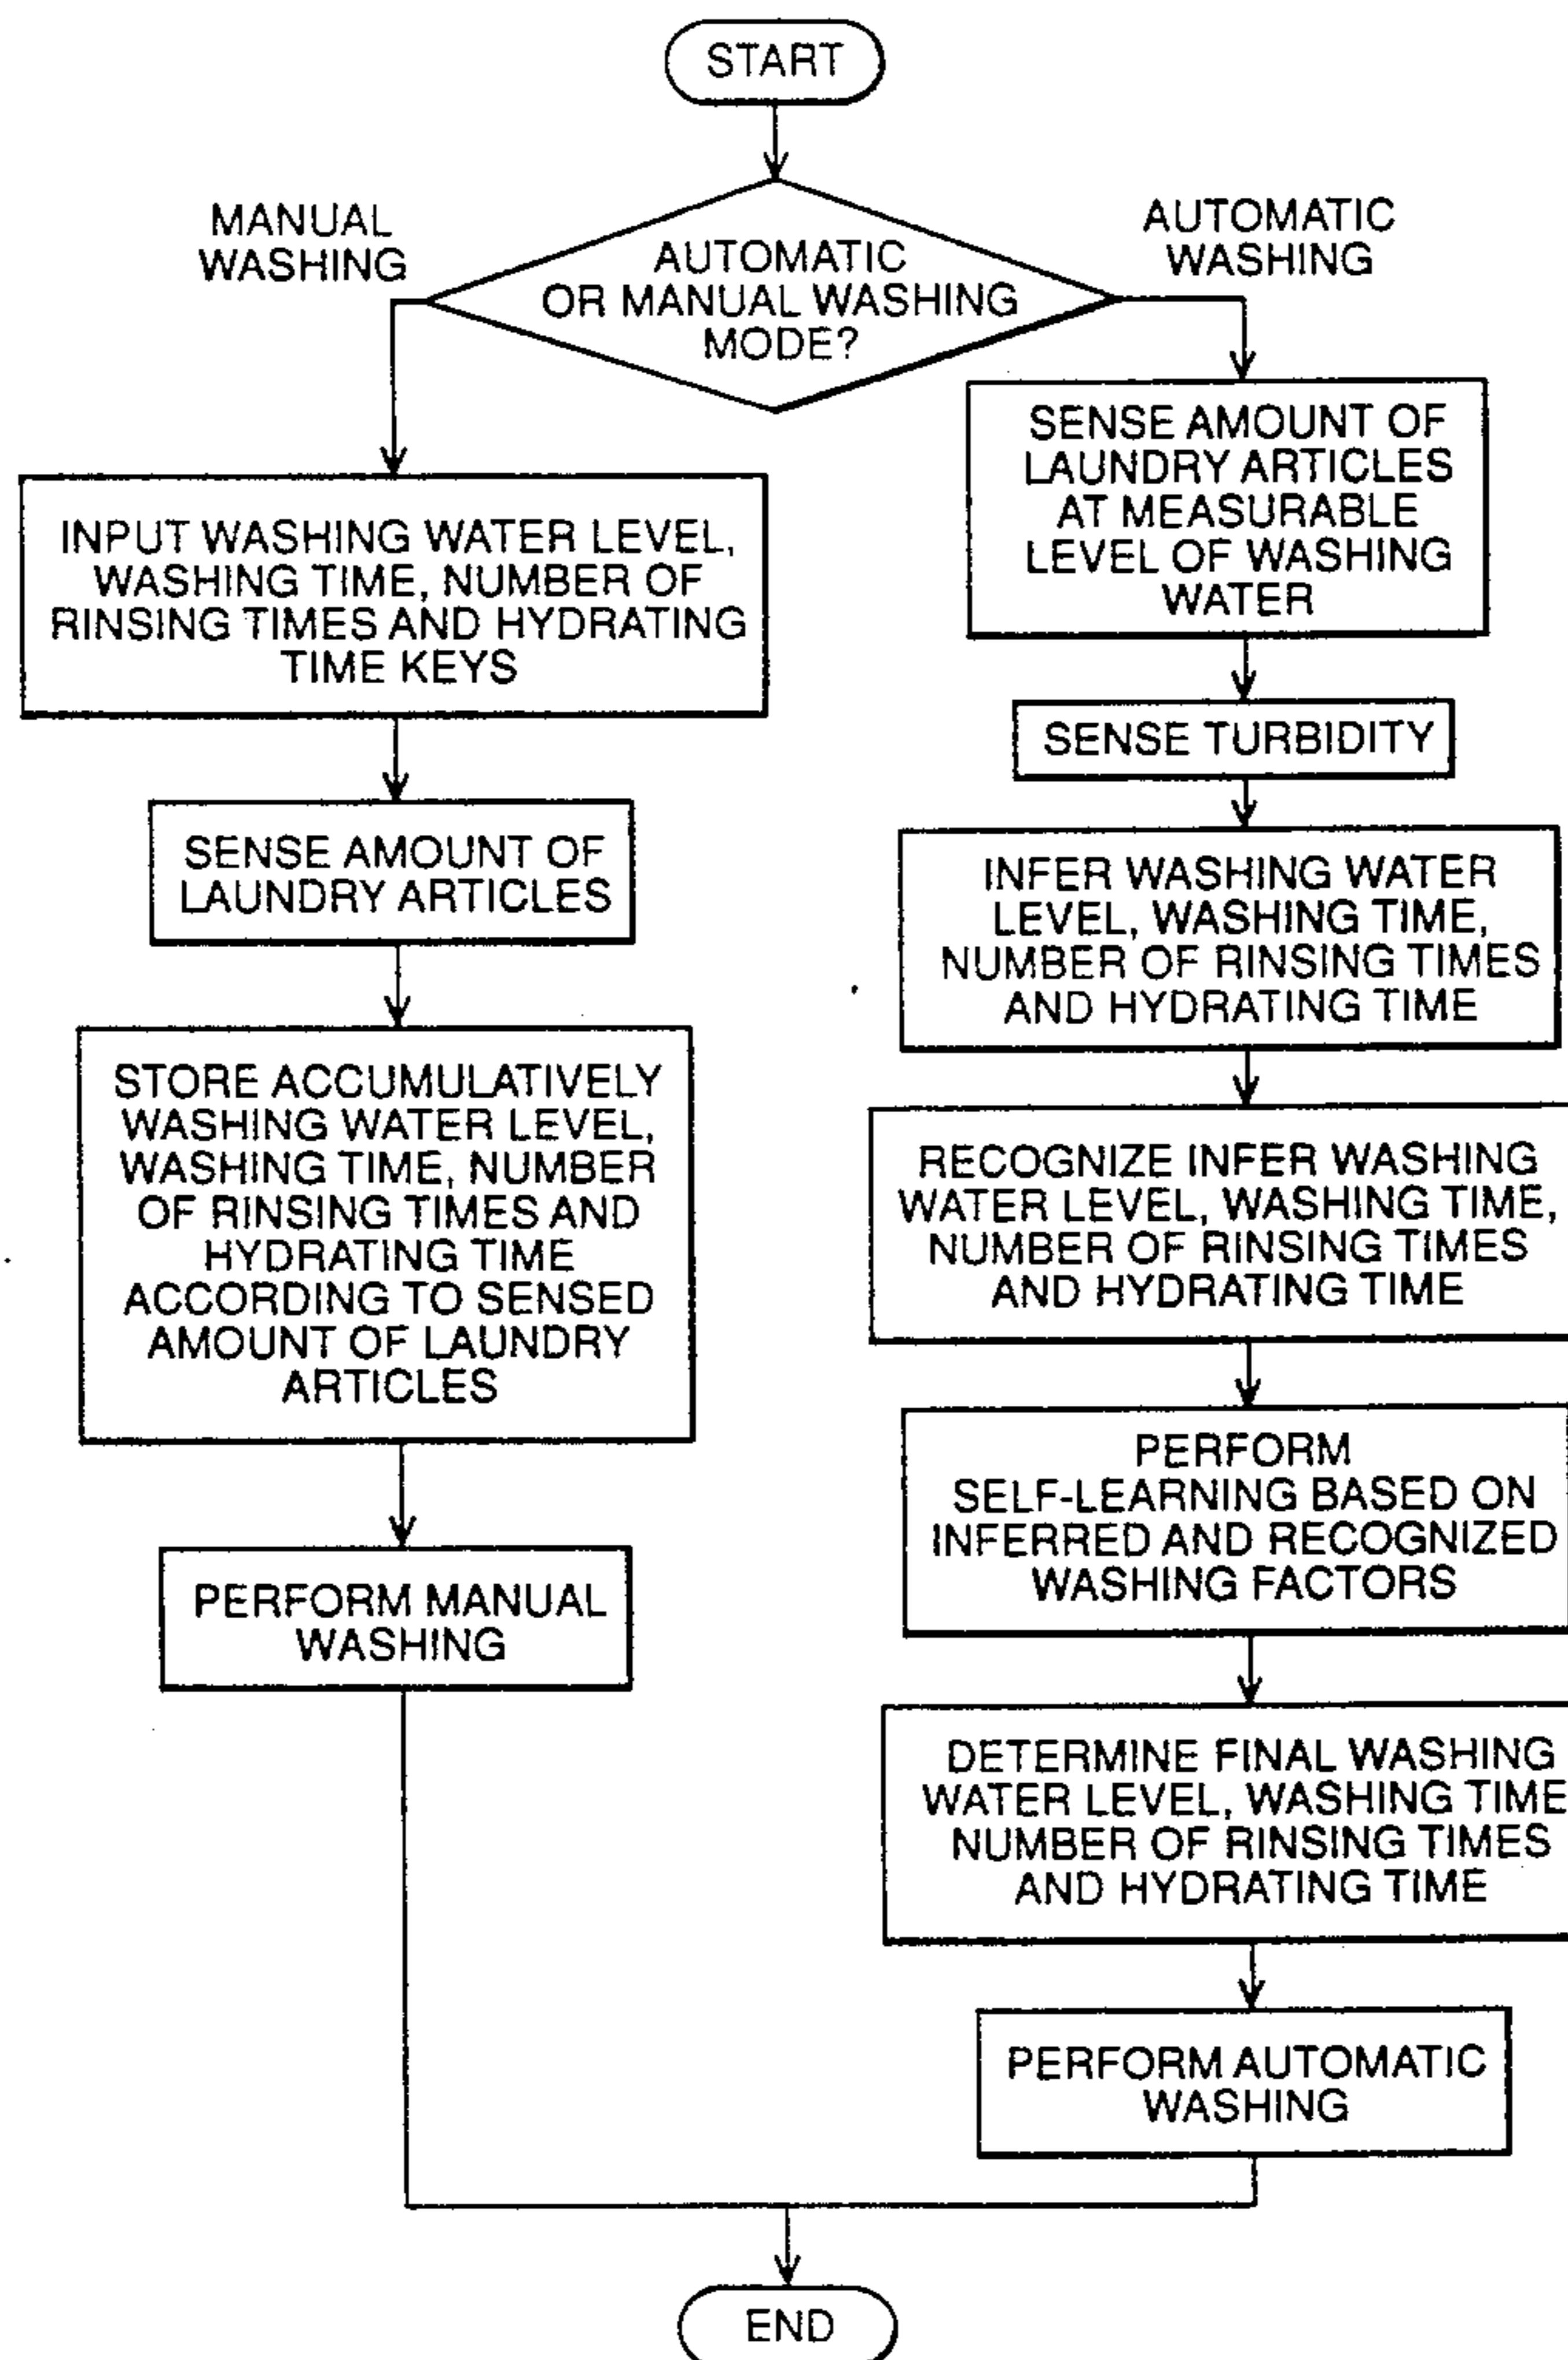 START
AUTOMATIC
OR MANUAL WASHING
MODE?
MANUAL
WASHING
INPUT WASHING WATER LEVEL,
WASHING TIME, NUMBER OF
RINSING TIMES AND HYDRATING
TIME KEYS
SENSE AMOUNT OF
LAUNDRY ARTICLES
STORE ACCUMULATIVELY
WASHING WATER LEVEL,
WASHING TIME, NUMBER
OF RINSING TIMES AND
HYDRATING TIME
ACCORDING TO SENSED
AMOUNT OF LAUNDRY
ARTICLES
PERFORM MANUAL
WASHING
AUTOMATIC
WASHING
SENSE AMOUNT OF
LAUNDRY ARTICLES
AT MEASURABLE
LEVEL OF WASHING
WATER
SENSE TURBIDITY
INFER WASHING WATER
LEVEL, WASHING TIME,
NUMBER OF RINSING TIMES
AND HYDRATING TIME
RECOGNIZE INFER WASHING
WATER LEVEL, WASHING TIME,
NUMBER OF RINSING TIMES
AND HYDRATING TIME
PERFORM
SELF-LEARNING BASED ON
INFERRED AND RECOGNIZED
WASHING FACTORS
DETERMINE FINAL WASHING
WATER LEVEL, WASHING TIME
NUMBER OF RINSING TIMES
AND HYDRATING TIME
PERFORM AUTOMATIC
WASHING
END